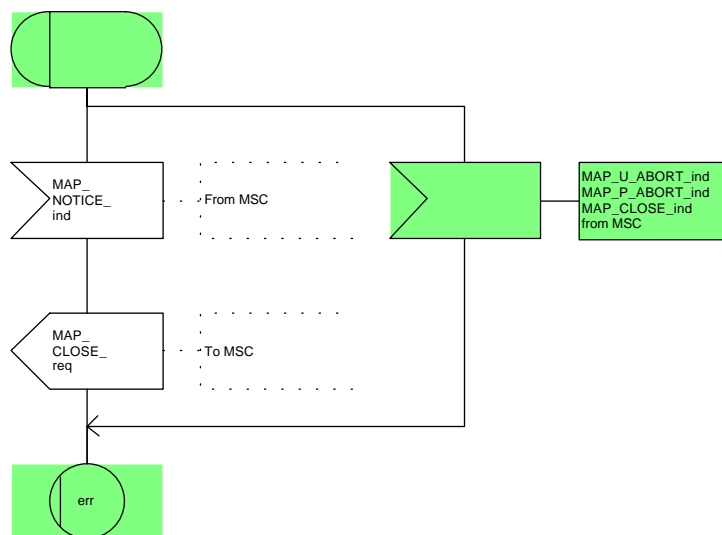 MAP_
NOTICE_
ind
From MSC
MAP_U_ABORT_ind
MAP_P_ABORT_ind
MAP_CLOSE_ind
from MSC
MAP_
CLOSE_
req
To MSC
err